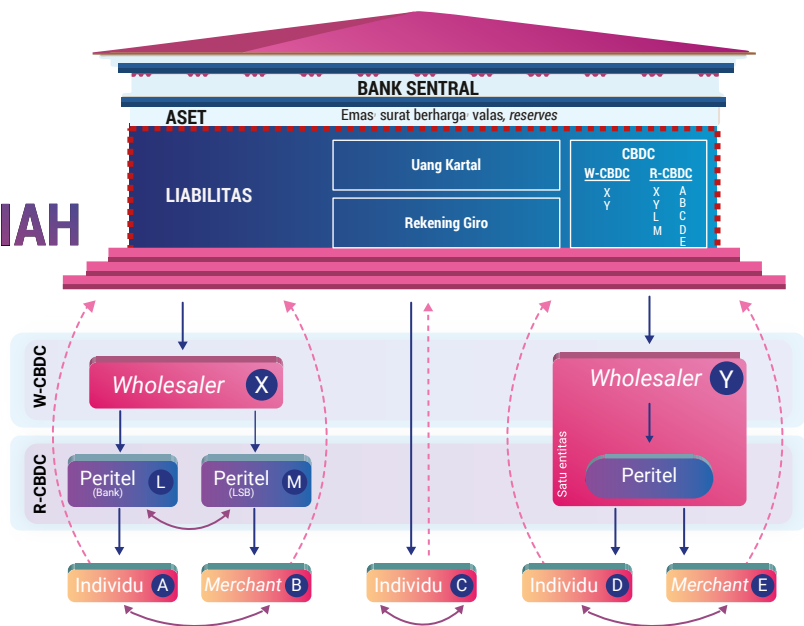 BANK SENTRAL
ASET
Emas, surat berharga, valas, reserves
LIABILITAS
Uang Kartal
Rekening Giro
CBDC
W-CBDC R-CBDC
X X A
Y Y B
L C
M D
E
IAH
W-CBDC
Wholesaler X
Wholesaler Y
R-CBDC
Peritel L
(Bank)
Peritel M
(LSB)
Satu entitas
Peritel
Individu A
Merchant B
Individu C
Individu D
Merchant E